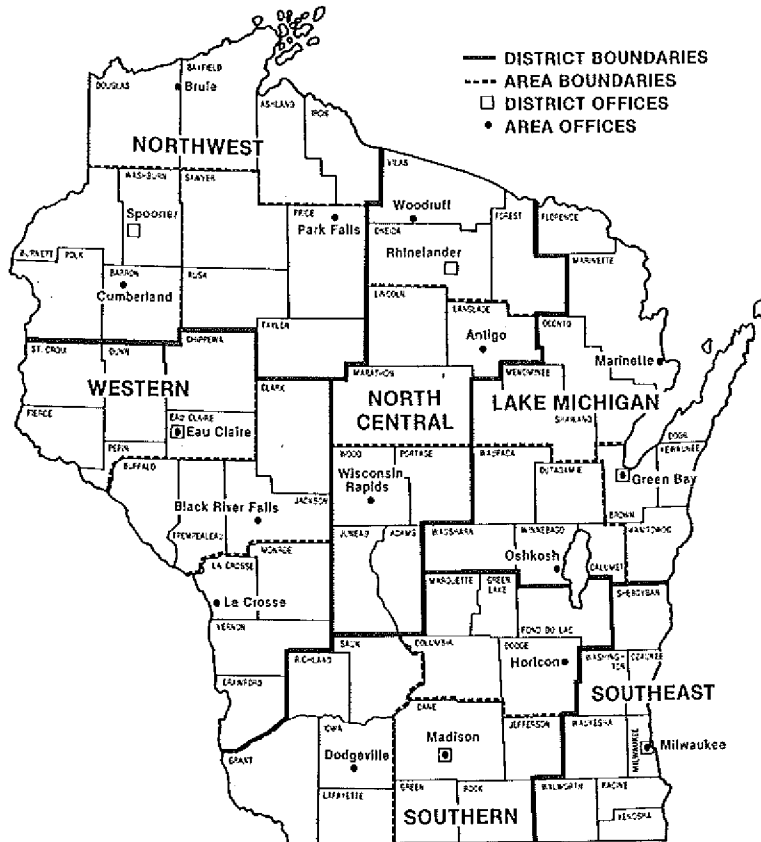 DISTRICT BOUNDARIES
AREA BOUNDARIES
DISTRICT OFFICES
AREA OFFICES
BAYFIELD
DOUGLAS
Brule
ASHLAND
IRON
NORTHWEST
VILAS
WASHBURN
SAWYER
Spooner
PRICE
Park Falls
Woodruff
ONEIDA
FOREST
FLORENCE
Rhinelander
MARINETTE
BURNETT
POLK
BARRON
Cumberland
RUSK
LINCOLN
LANGLADE
TAYLOR
Antigo
OCONTO
Marinette
ST. CROIX
DUNN
CHIPPEWA
MARATHON
MENOMINEE
WESTERN
CLARK
NORTH
CENTRAL
LAKE MICHIGAN
PIERCE
EAU CLAIRE
Eau Claire
SHAWANO
DOOR
KEWAUNEE
PEPIN
BUFFALO
WOOD
PORTAGE
WAUPACA
OUTAGAMIE
Wisconsin
Rapids
Green Bay
Black River Falls
JACKSON
BROWN
MANITOWOC
TREMPEALEAU
MONROE
JUNEAU
ADAMS
WAUSHARA
WINNEBAGO
Oshkosh
CALUMET
LA CROSSE
La Crosse
MARQUETTE
GREEN
LAKE
SHEBOYGAN
VERNON
FOND DU LAC
SAUK
COLUMBIA
DODGE
RICHLAND
Horicon
WASHING-
TON
OZAUKEE
CRAWFORD
SOUTHEAST
DANE
IOWA
JEFFERSON
WAUKESHA
GRANT
Dodgeville
Madison
MILWAUKEE
Milwaukee
LAFAYETTE
GREEN
ROCK
WALWORTH
RACINE
SOUTHERN
KENOSHA